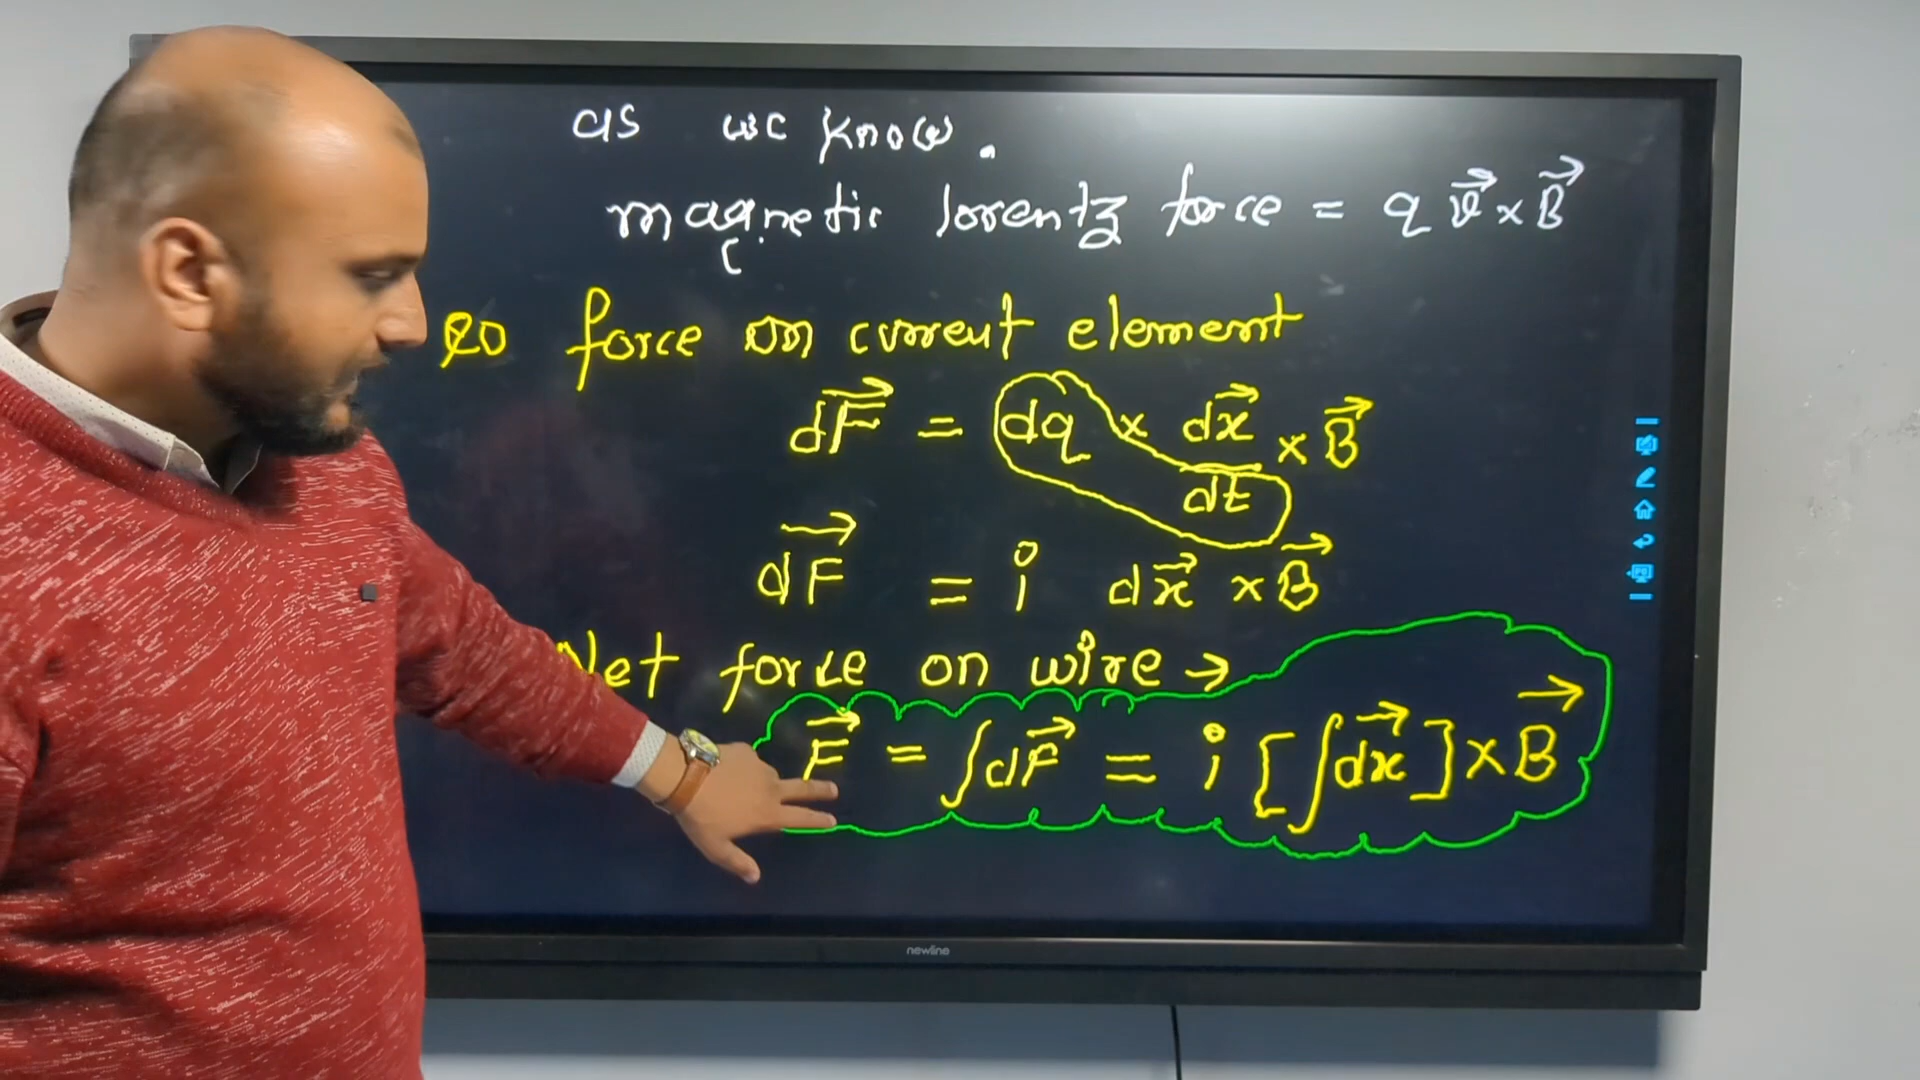 as we know.
magnetic lorentz force = q v⃗ × B⃗
so force on current element
dF⃗ = dq × dx⃗/dt × B⃗
dF⃗ = i dx⃗ × B⃗
Net force on wire →
F⃗ = ∫dF⃗ = i [∫dx⃗] × B⃗
newline